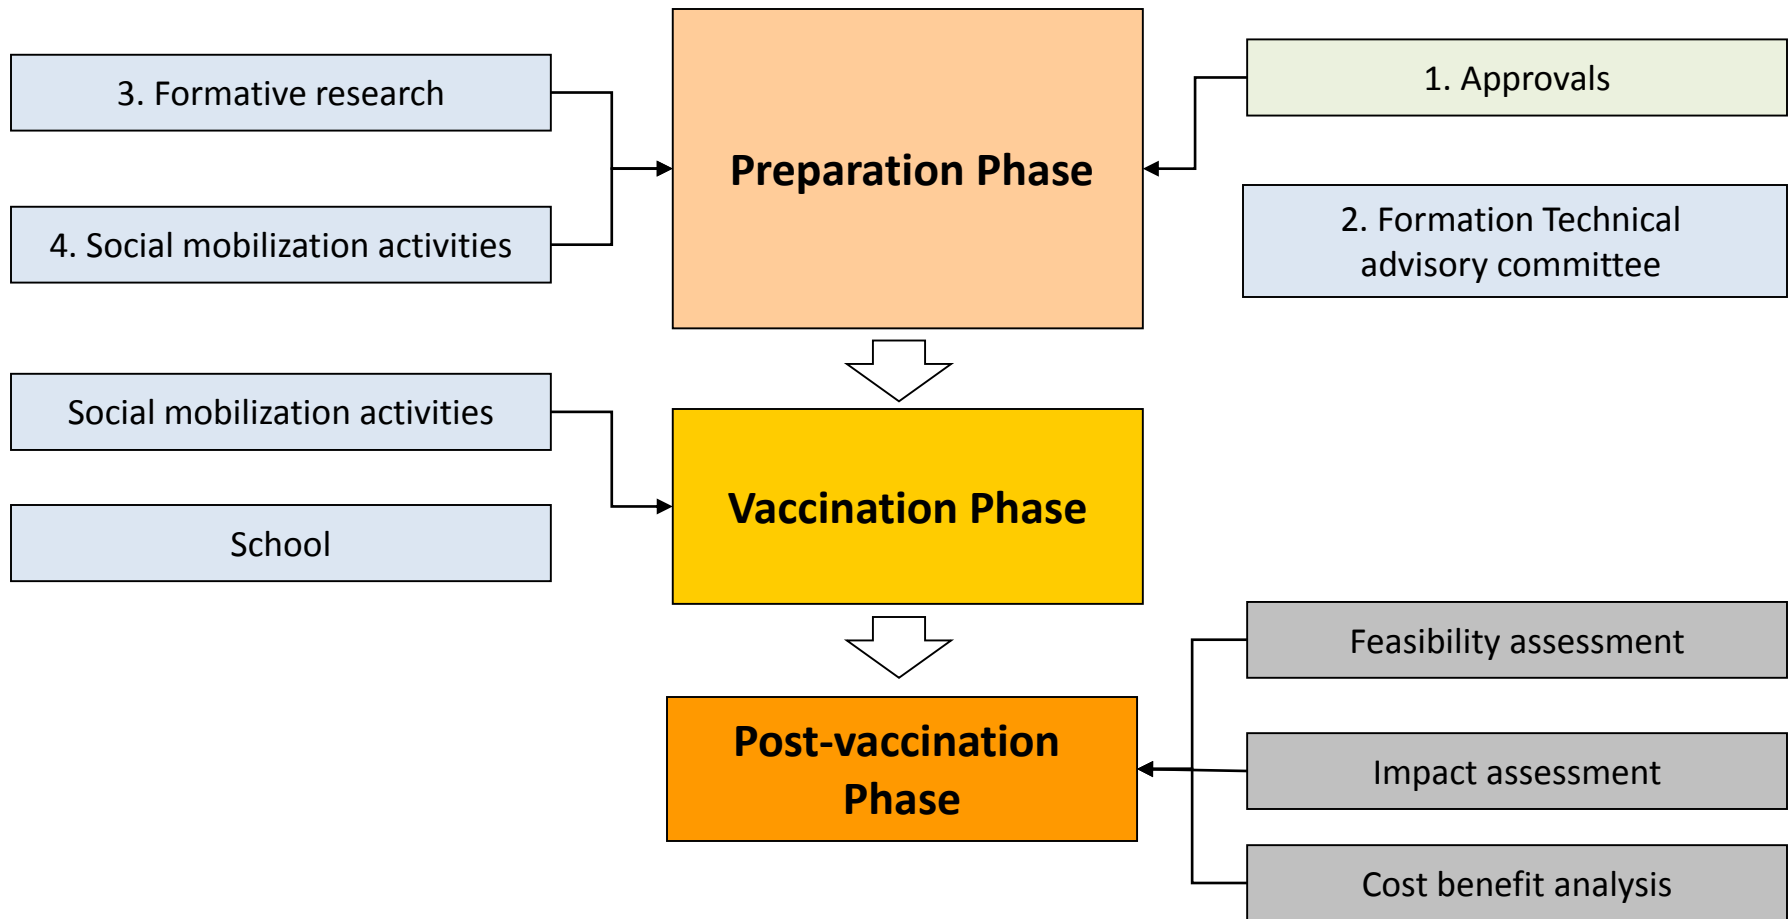 3. Formative research
4. Social mobilization activities
Preparation Phase
1. Approvals
2. Formation Technical
advisory committee
Social mobilization activities
School
Vaccination Phase
Post-vaccination
Phase
Feasibility assessment
Impact assessment
Cost benefit analysis